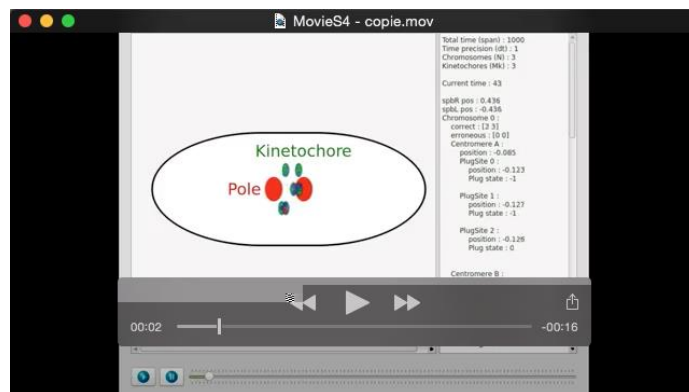 MovieS4 - copie.mov
Total time (span) : 1000
Time precision (dt) : 1
Chromosomes (N) : 3
Kinetochores (Mk) : 3
Current time : 43
spbR pos : 0.436
spbL pos : -0.436
Chromosome 0 :
correct : [2 3]
erroneous : [0 0]
Centromere A :
position : -0.085
PlugSite 0 :
position : -0.123
Plug state : -1
PlugSite 1 :
position : -0.127
Plug state : -1
PlugSite 2 :
position : -0.126
Plug state : 0
Centromere B :
Kinetochore
Pole
00:02
-00:16